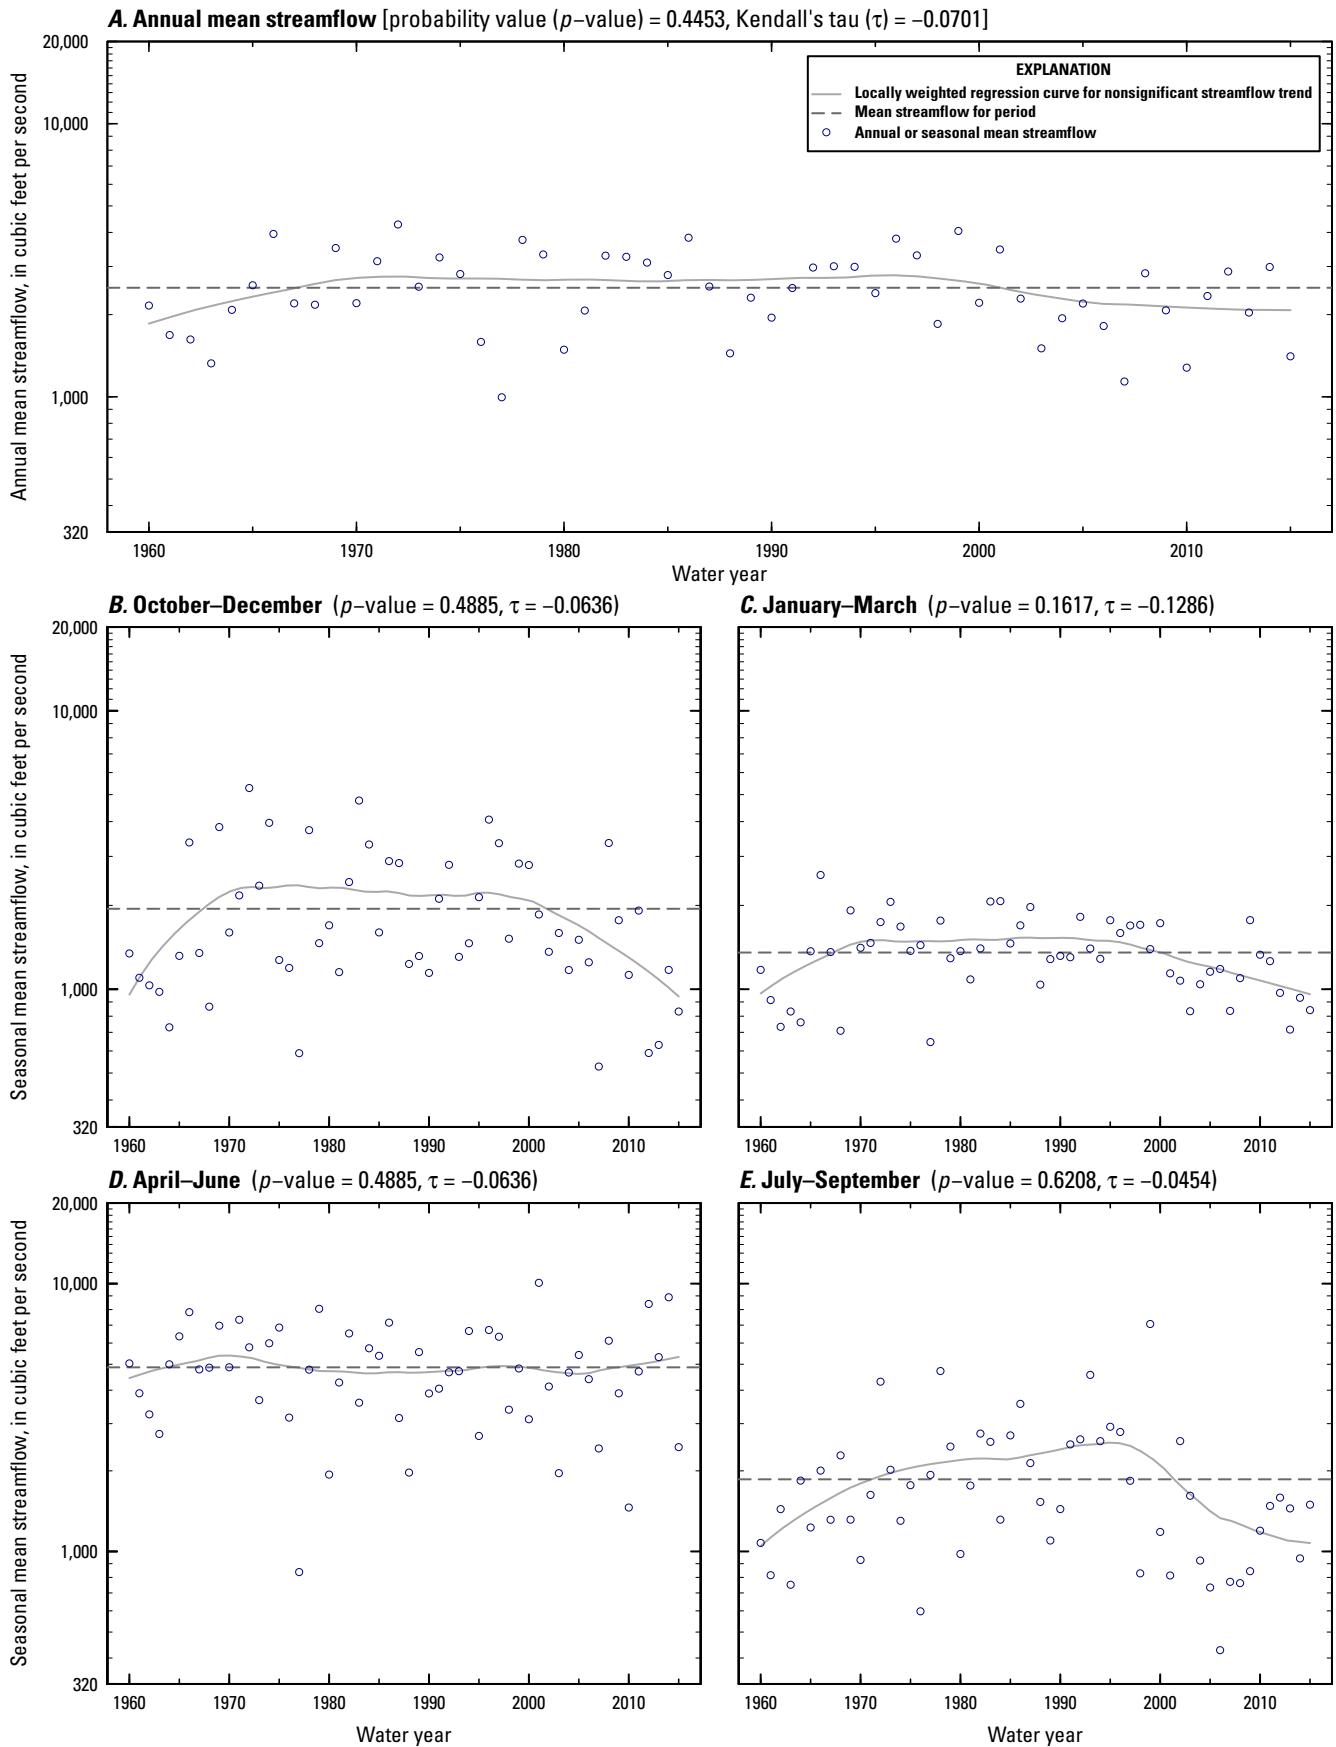 A. Annual mean streamflow [probability value (p–value) = 0.4453, Kendall's tau (τ) = –0.0701]
20,000
10,000
1,000
320
Annual mean streamflow, in cubic feet per second
EXPLANATION
Locally weighted regression curve for nonsignificant streamflow trend
Mean streamflow for period
Annual or seasonal mean streamflow
1960 1970 1980 1990 2000 2010
Water year
B. October–December (p–value = 0.4885, τ = –0.0636)
20,000
10,000
1,000
320
Seasonal mean streamflow, in cubic feet per second
1960 1970 1980 1990 2000 2010
C. January–March (p–value = 0.1617, τ = –0.1286)
1960 1970 1980 1990 2000 2010
D. April–June (p–value = 0.4885, τ = –0.0636)
20,000
10,000
1,000
320
Seasonal mean streamflow, in cubic feet per second
1960 1970 1980 1990 2000 2010
Water year
E. July–September (p–value = 0.6208, τ = –0.0454)
1960 1970 1980 1990 2000 2010
Water year